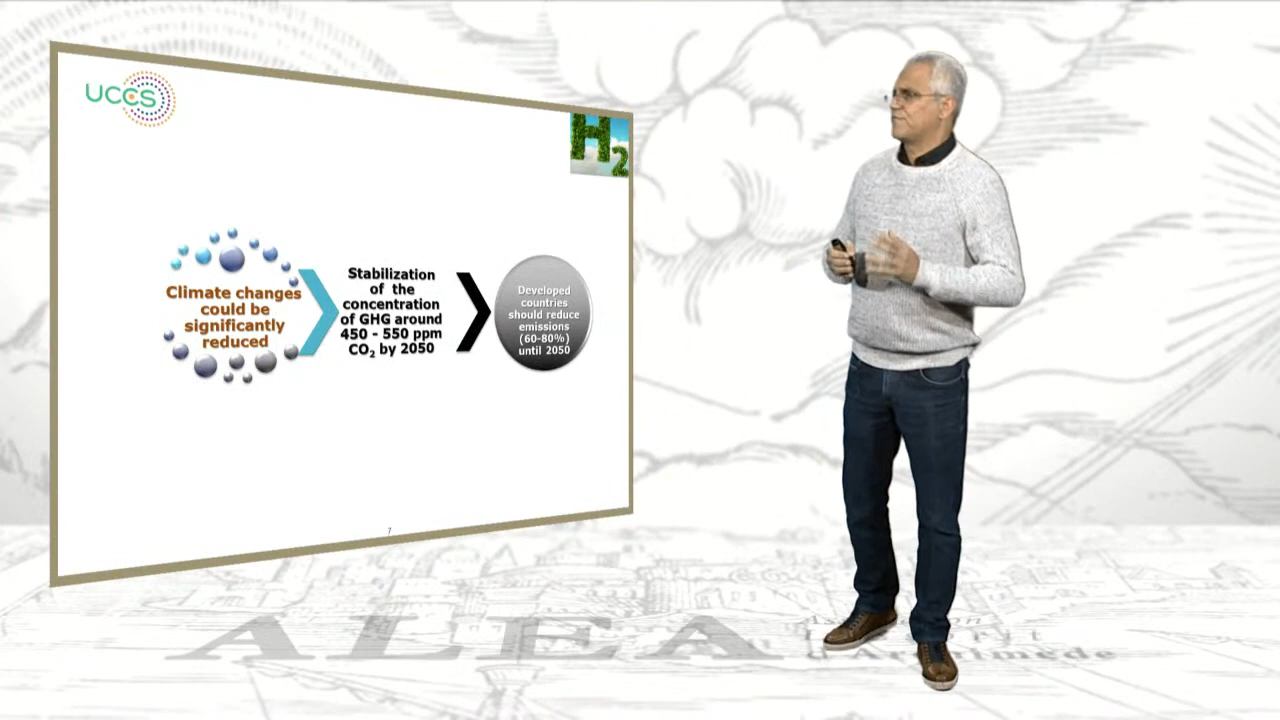 UCCS
H2
Climate changes
could be
significantly
reduced
Stabilization
of the
concentration
of GHG around
450 - 550 ppm
CO2 by 2050
Developed
countries
should reduce
emissions
(60-80%)
until 2050
7
ALEA